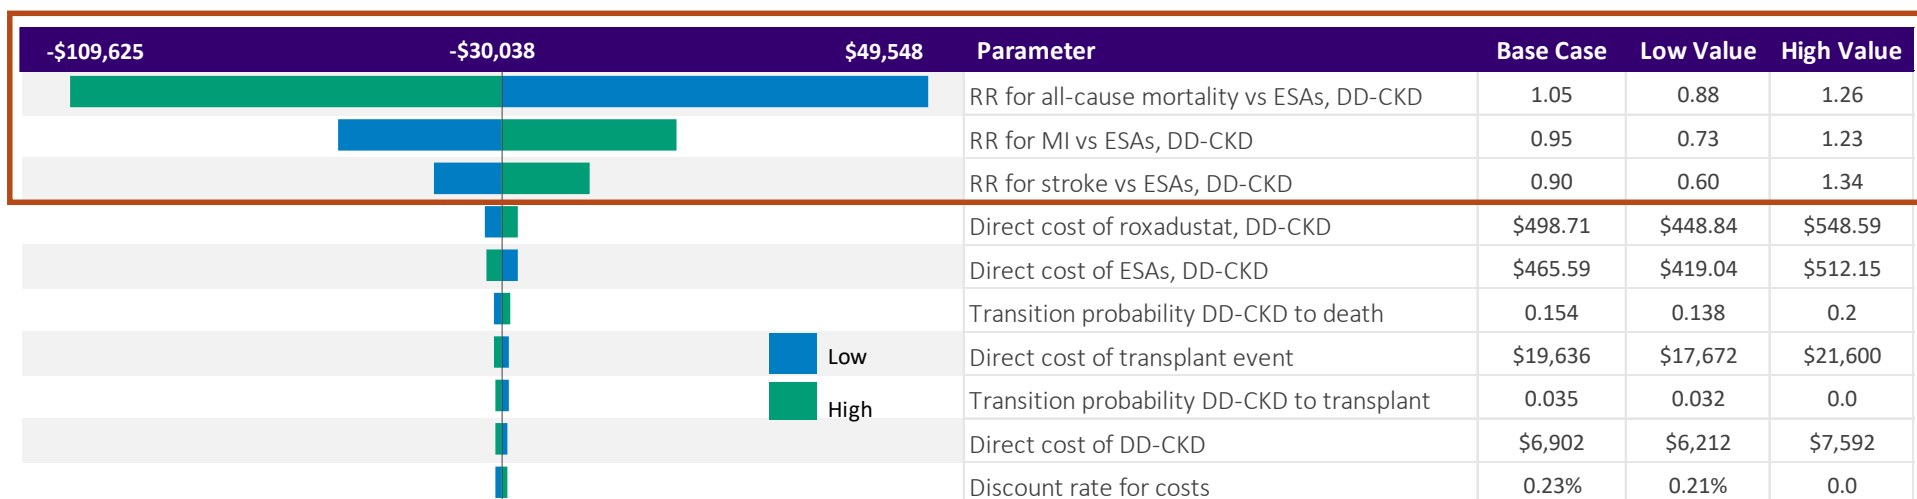 -$109,625 -$30,038 $49,548 Parameter Base Case Low Value High Value
RR for all-cause mortality vs ESAs, DD-CKD 1.05 0.88 1.26
RR for MI vs ESAs, DD-CKD 0.95 0.73 1.23
RR for stroke vs ESAs, DD-CKD 0.90 0.60 1.34
Direct cost of roxadustat, DD-CKD $498.71 $448.84 $548.59
Direct cost of ESAs, DD-CKD $465.59 $419.04 $512.15
Transition probability DD-CKD to death 0.154 0.138 0.2
Low Direct cost of transplant event $19,636 $17,672 $21,600
High Transition probability DD-CKD to transplant 0.035 0.032 0.0
Direct cost of DD-CKD $6,902 $6,212 $7,592
Discount rate for costs 0.23% 0.21% 0.0